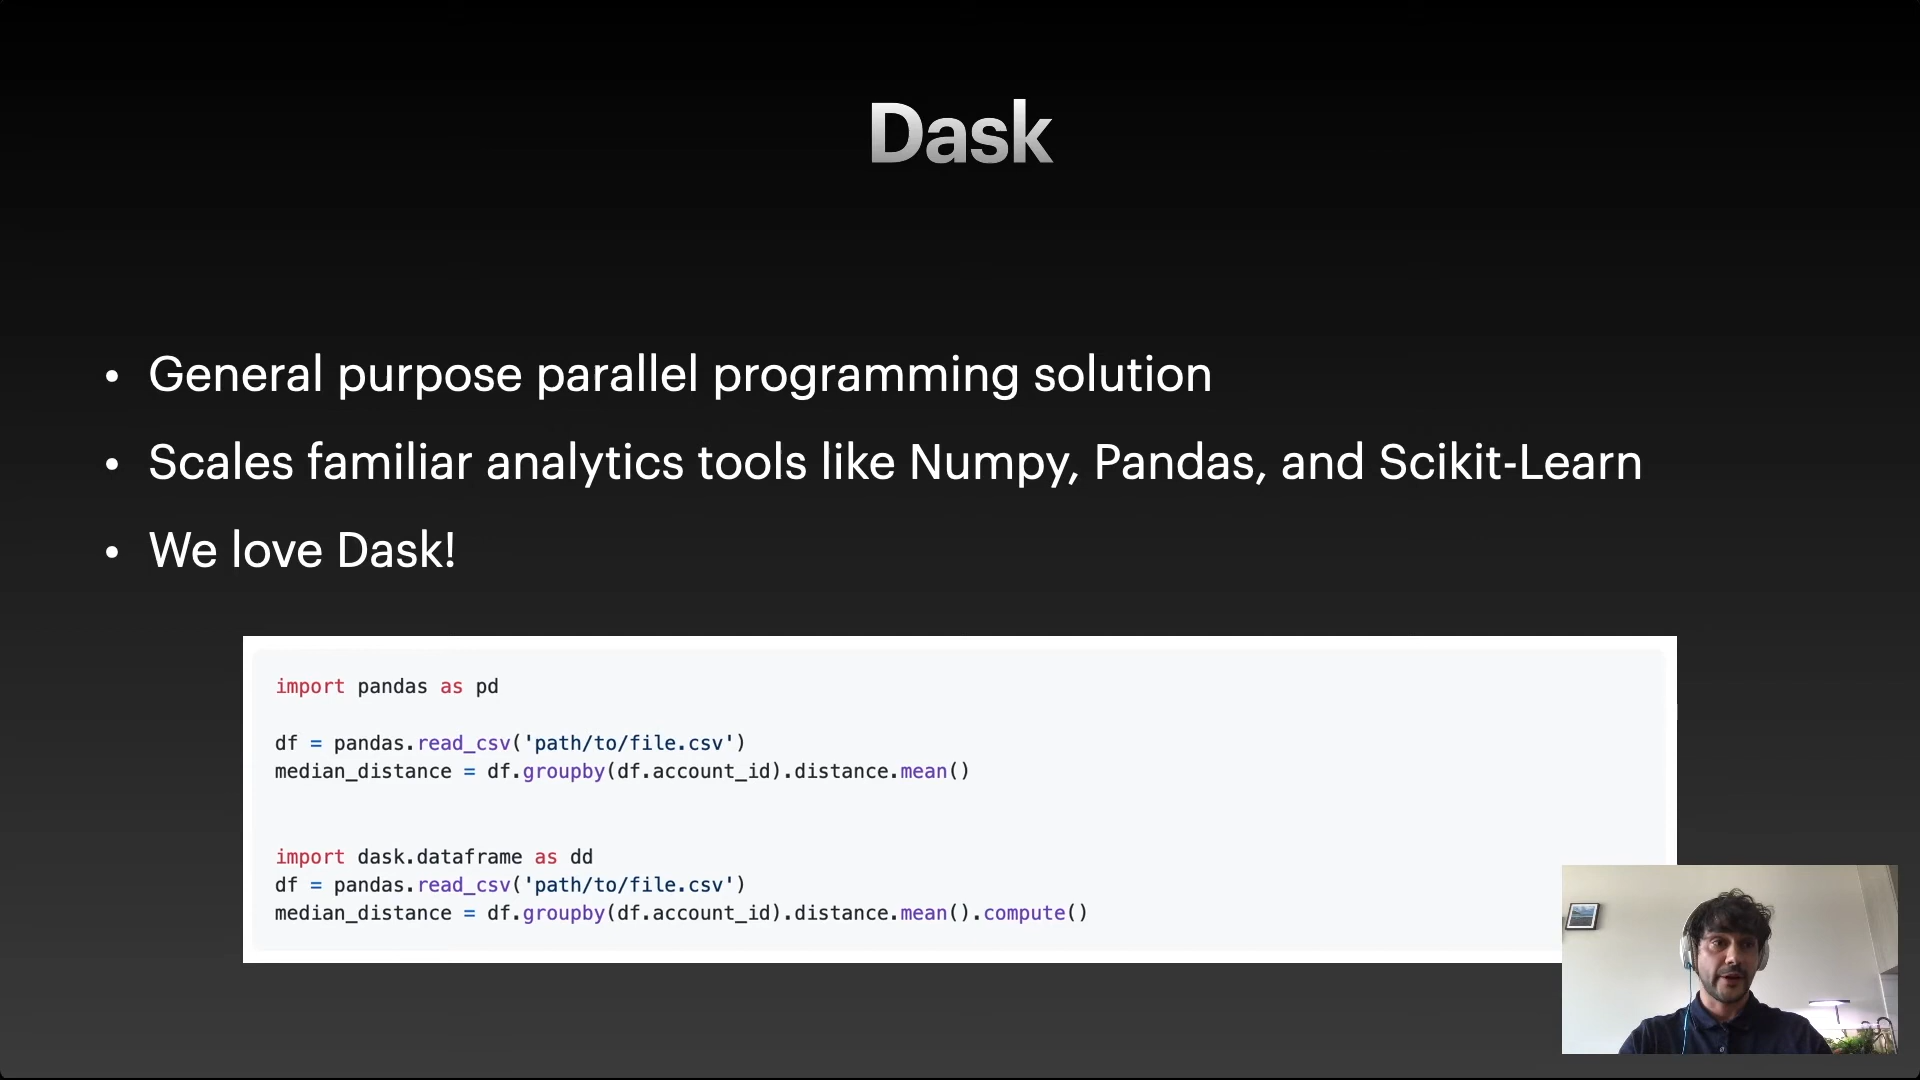 Dask
• General purpose parallel programming solution
• Scales familiar analytics tools like Numpy, Pandas, and Scikit-Learn
• We love Dask!
import pandas as pd
df = pandas.read_csv('path/to/file.csv')
median_distance = df.groupby(df.account_id).distance.mean()
import dask.dataframe as dd
df = pandas.read_csv('path/to/file.csv')
median_distance = df.groupby(df.account_id).distance.mean().compute()